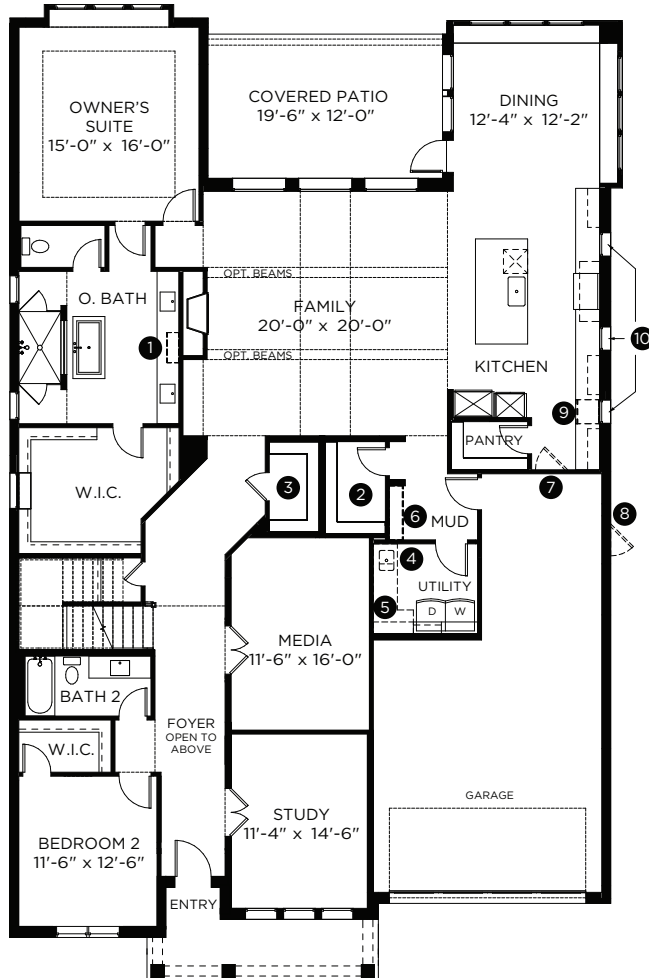 OWNER'S
SUITE
15'-0" x 16'-0"
COVERED PATIO
19'-6" x 12'-0"
DINING
12'-4" x 12'-2"
O. BATH
1
OPT. BEAMS
FAMILY
20'-0" x 20'-0"
OPT. BEAMS
KITCHEN
10
9
PANTRY
W.I.C.
3
2
7
6
MUD
8
4
UTILITY
5
D
W
MEDIA
11'-6" x 16'-0"
BATH 2
FOYER
OPEN TO
ABOVE
W.I.C.
STUDY
11'-4" x 14'-6"
GARAGE
BEDROOM 2
11'-6" x 12'-6"
ENTRY